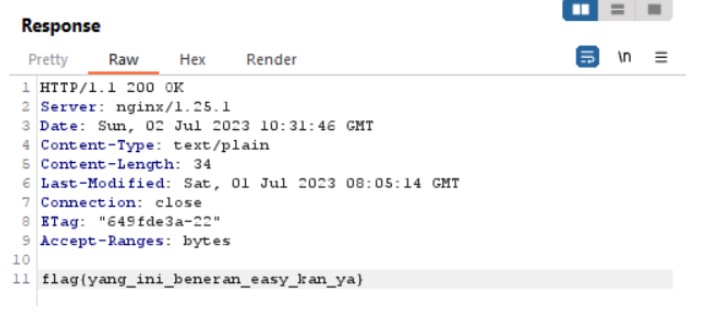 Response
Pretty Raw Hex Render \n
1 HTTP/1.1 200 OK
2 Server: nginx/1.25.1
3 Date: Sun, 02 Jul 2023 10:31:46 GMT
4 Content-Type: text/plain
5 Content-Length: 34
6 Last-Modified: Sat, 01 Jul 2023 08:05:14 GMT
7 Connection: close
8 ETag: "649fde3a-22"
9 Accept-Ranges: bytes
10
11 flag{yang_ini_beneran_easy_kan_ya}